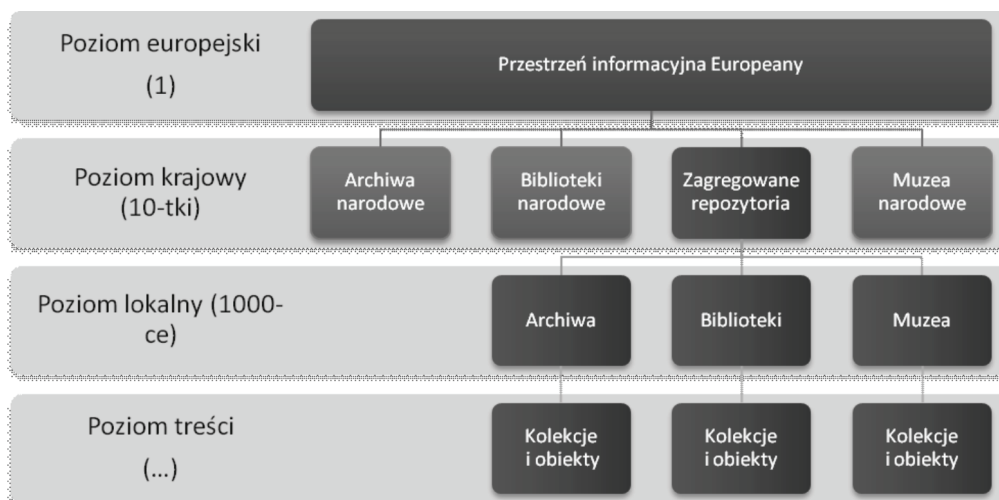 Poziom europejski
(1)
Przestrzeń informacyjna Europeany
Poziom krajowy
(10-tki)
Archiwa
narodowe
Biblioteki
narodowe
Zagregowane
repozytoria
Muzea
narodowe
Poziom lokalny (1000-
ce)
Archiwa
Biblioteki
Muzea
Poziom treści
(...)
Kolekcje
i obiekty
Kolekcje
i obiekty
Kolekcje
i obiekty